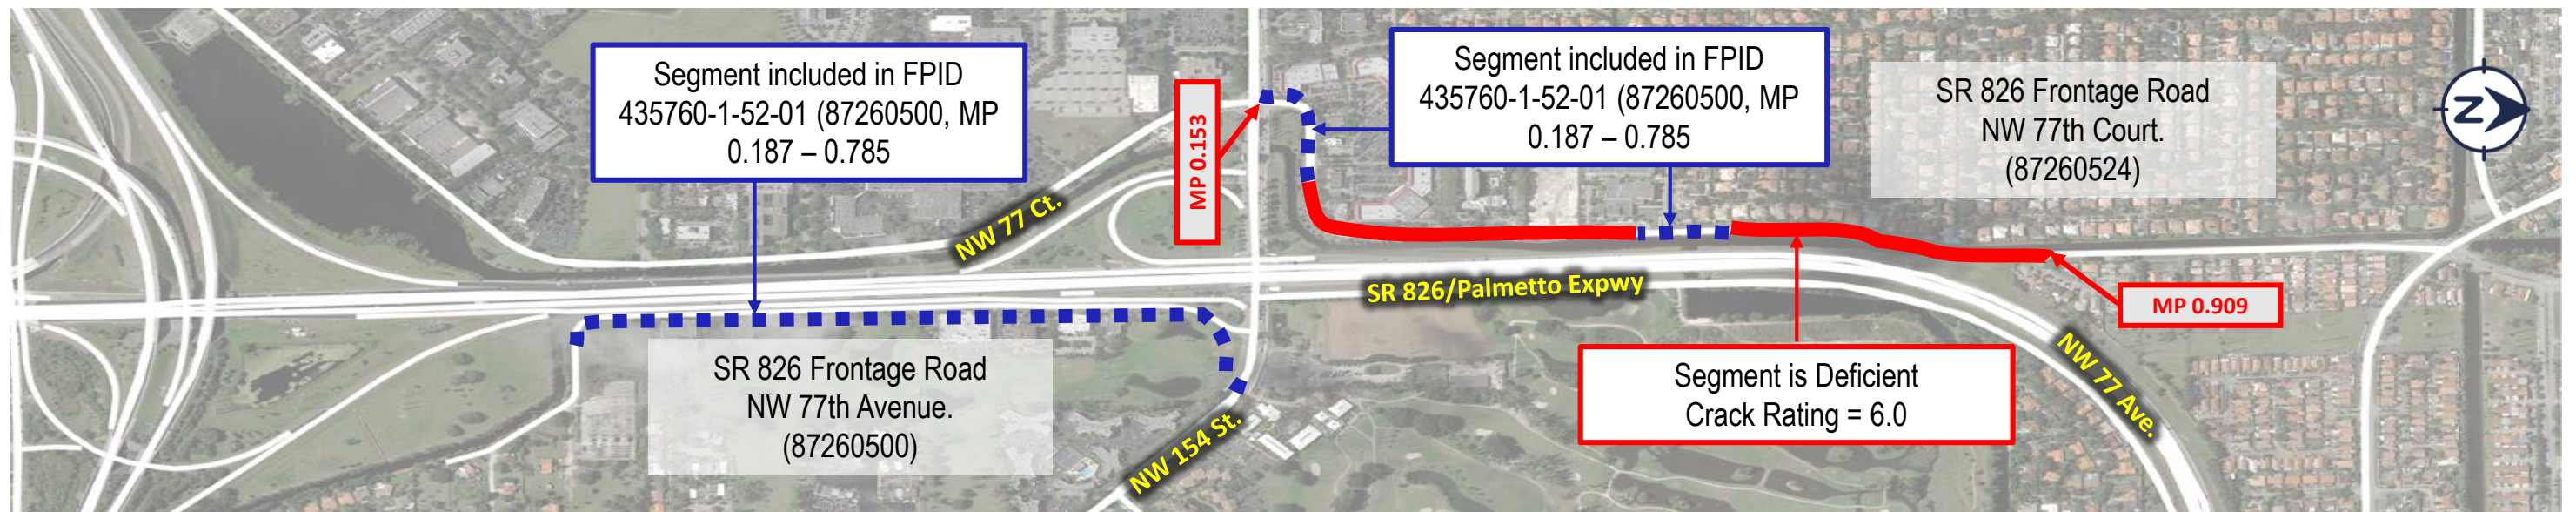 Segment included in FPID
435760-1-52-01 (87260500, MP
0.187 – 0.785
Segment included in FPID
435760-1-52-01 (87260500, MP
0.187 – 0.785
SR 826 Frontage Road
NW 77th Court.
(87260524)
N
MP 0.153
NW 77 Ct.
SR 826/Palmetto Expwy
MP 0.909
SR 826 Frontage Road
NW 77th Avenue.
(87260500)
NW 154 St.
Segment is Deficient
Crack Rating = 6.0
NW 77 Ave.